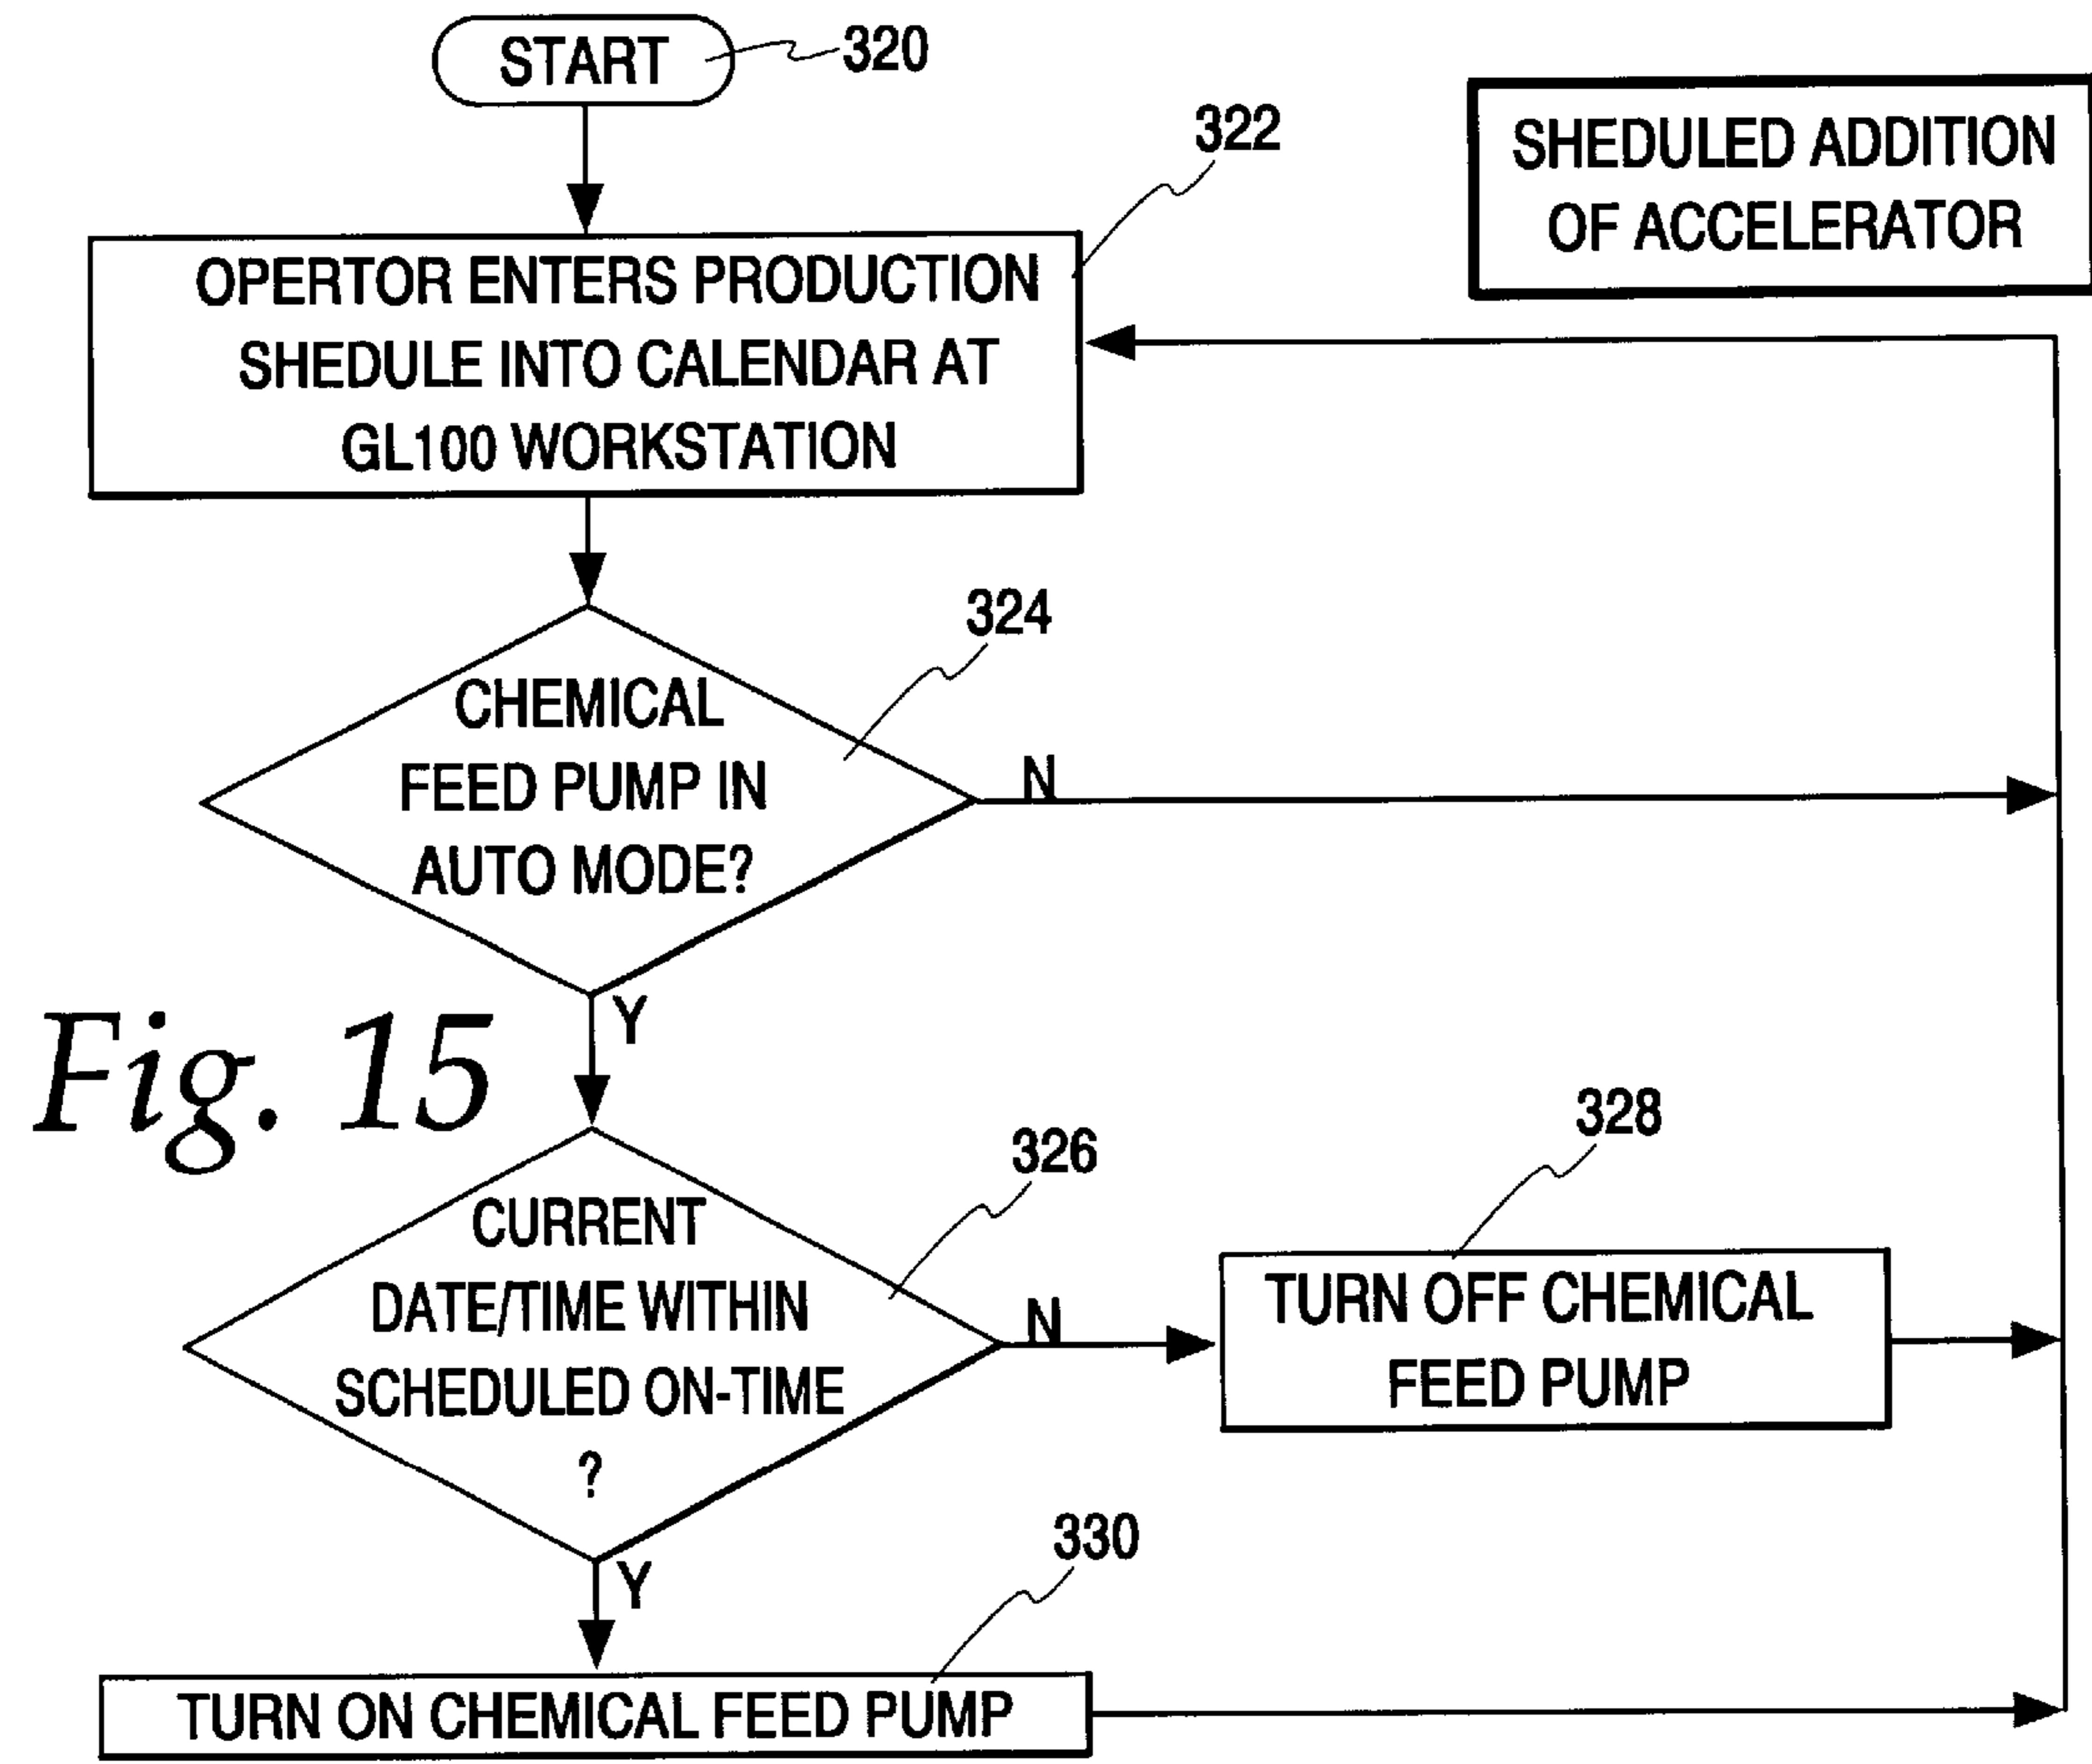 START
320
322
SHEDULED ADDITION
OF ACCELERATOR
OPERTOR ENTERS PRODUCTION
SHEDULE INTO CALENDAR AT
GL100 WORKSTATION
324
CHEMICAL
FEED PUMP IN
AUTO MODE?
N
Y
Fig. 15
326
CURRENT
DATE/TIME WITHIN
SCHEDULED ON-TIME
?
N
328
TURN OFF CHEMICAL
FEED PUMP
Y
330
TURN ON CHEMICAL FEED PUMP